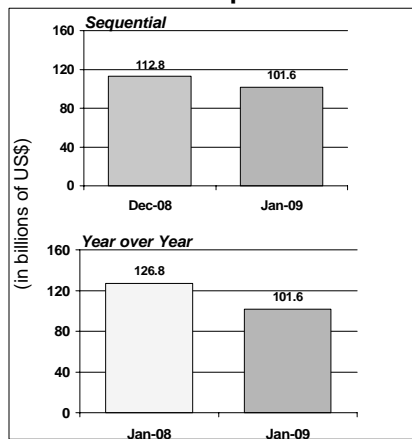 Sequential
160
120
80
40
0
112.8
101.6
Dec-08
Jan-09
(in billions of US$)
Year over Year
160
120
80
40
0
126.8
101.6
Jan-08
Jan-09